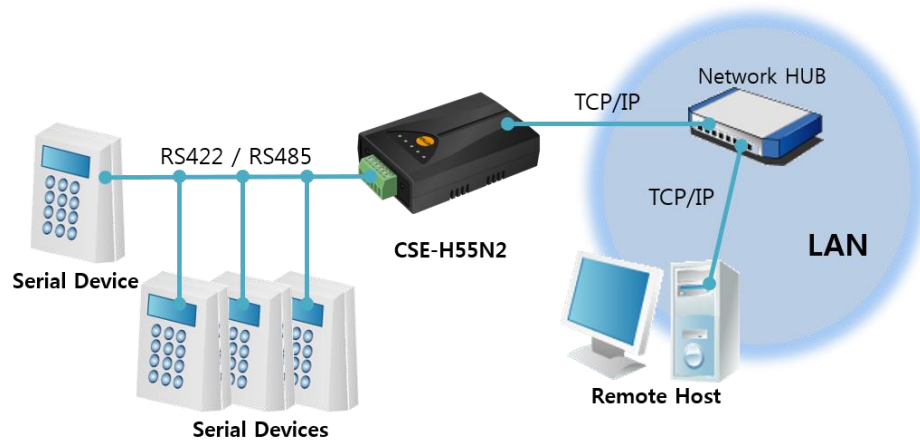 Network HUB
TCP/IP
RS422 / RS485
TCP/IP
CSE-H55N2
LAN
Serial Device
Remote Host
Serial Devices